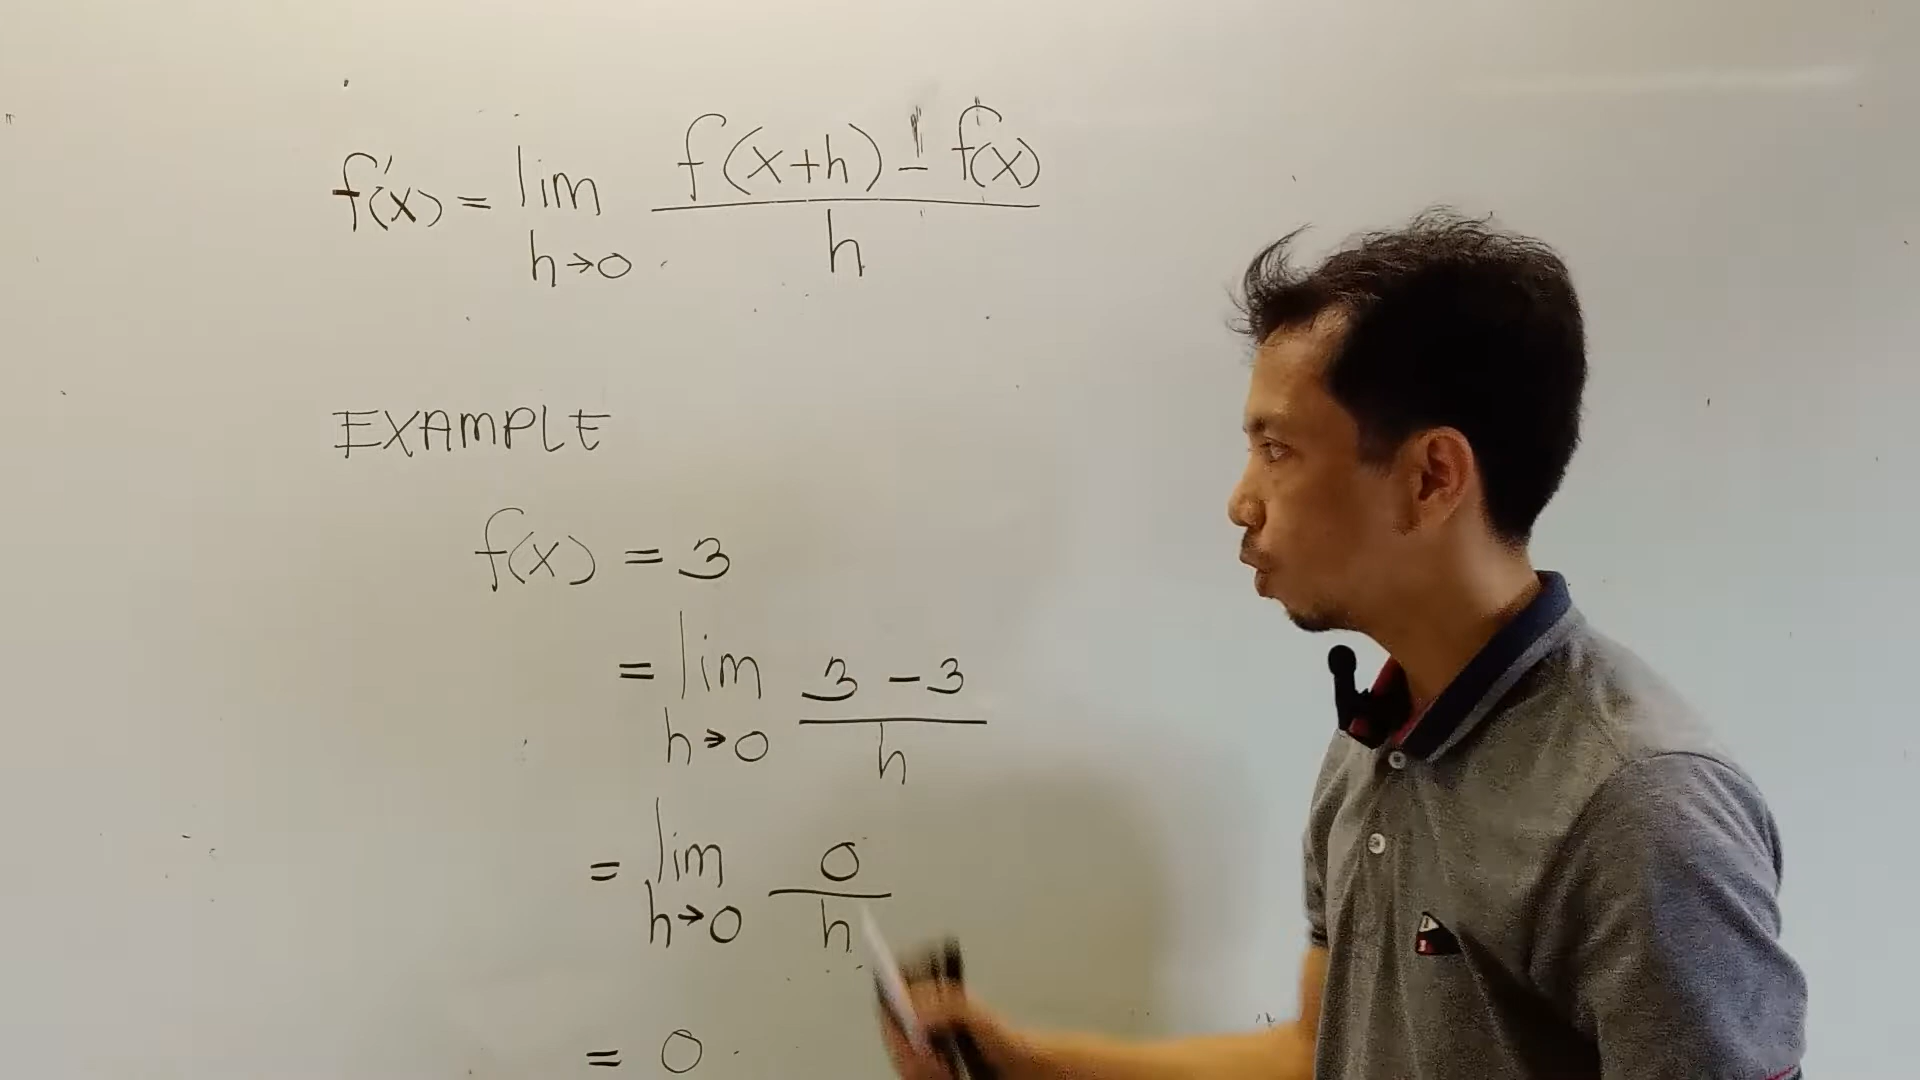 f'(x) = lim f(x+h) - f(x)
h→0 h
EXAMPLE
f(x) = 3
= lim 3 - 3
h→0 h
= lim 0
h→0 h
= 0